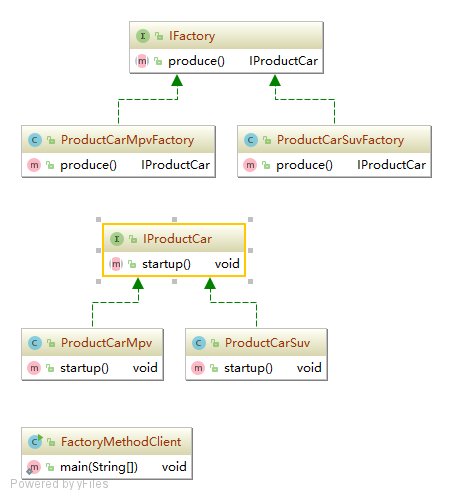 IFactory
produce() IProductCar
ProductCarMpvFactory
produce() IProductCar
ProductCarSuvFactory
produce() IProductCar
IProductCar
startup() void
ProductCarMpv
startup() void
ProductCarSuv
startup() void
FactoryMethodClient
main(String[]) void
Powered by yFiles